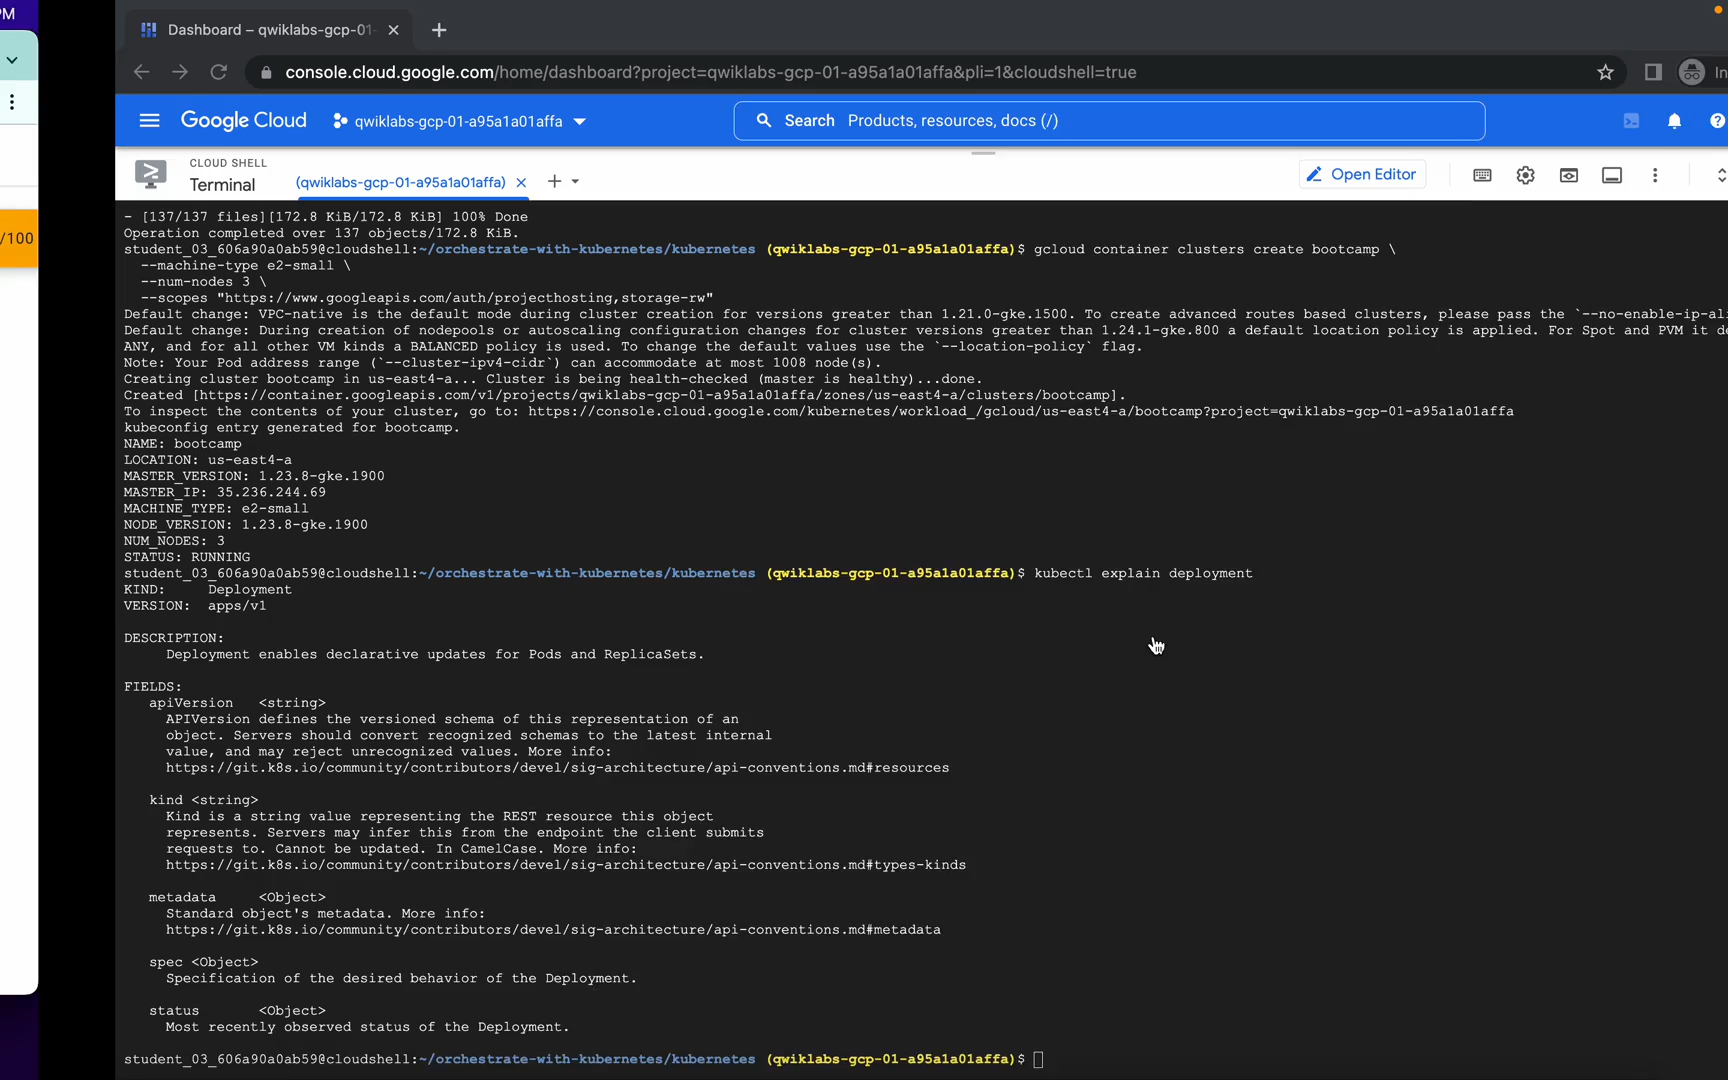 PM
/100
Dashboard – qwiklabs-gcp-01-
console.cloud.google.com/home/dashboard?project=qwiklabs-gcp-01-a95a1a01affa&pli=1&cloudshell=true
In
Google Cloud
qwiklabs-gcp-01-a95a1a01affa
Search Products, resources, docs (/)
CLOUD SHELL
Terminal
(qwiklabs-gcp-01-a95a1a01affa)
Open Editor
- [137/137 files][172.8 KiB/172.8 KiB] 100% Done
Operation completed over 137 objects/172.8 KiB.
student_03_606a90a0ab59@cloudshell:~/orchestrate-with-kubernetes/kubernetes (qwiklabs-gcp-01-a95a1a01affa)$ gcloud container clusters create bootcamp \
--machine-type e2-small \
--num-nodes 3 \
--scopes "https://www.googleapis.com/auth/projecthosting,storage-rw"
Default change: VPC-native is the default mode during cluster creation for versions greater than 1.21.0-gke.1500. To create advanced routes based clusters, please pass the `--no-enable-ip-ali
Default change: During creation of nodepools or autoscaling configuration changes for cluster versions greater than 1.24.1-gke.800 a default location policy is applied. For Spot and PVM it de
ANY, and for all other VM kinds a BALANCED policy is used. To change the default values use the `--location-policy` flag.
Note: Your Pod address range (`--cluster-ipv4-cidr`) can accommodate at most 1008 node(s).
Creating cluster bootcamp in us-east4-a... Cluster is being health-checked (master is healthy)...done.
Created [https://container.googleapis.com/v1/projects/qwiklabs-gcp-01-a95a1a01affa/zones/us-east4-a/clusters/bootcamp].
To inspect the contents of your cluster, go to: https://console.cloud.google.com/kubernetes/workload_/gcloud/us-east4-a/bootcamp?project=qwiklabs-gcp-01-a95a1a01affa
kubeconfig entry generated for bootcamp.
NAME: bootcamp
LOCATION: us-east4-a
MASTER_VERSION: 1.23.8-gke.1900
MASTER_IP: 35.236.244.69
MACHINE_TYPE: e2-small
NODE_VERSION: 1.23.8-gke.1900
NUM_NODES: 3
STATUS: RUNNING
student_03_606a90a0ab59@cloudshell:~/orchestrate-with-kubernetes/kubernetes (qwiklabs-gcp-01-a95a1a01affa)$ kubectl explain deployment
KIND: Deployment
VERSION: apps/v1
DESCRIPTION:
Deployment enables declarative updates for Pods and ReplicaSets.
FIELDS:
apiVersion <string>
APIVersion defines the versioned schema of this representation of an
object. Servers should convert recognized schemas to the latest internal
value, and may reject unrecognized values. More info:
https://git.k8s.io/community/contributors/devel/sig-architecture/api-conventions.md#resources
kind <string>
Kind is a string value representing the REST resource this object
represents. Servers may infer this from the endpoint the client submits
requests to. Cannot be updated. In CamelCase. More info:
https://git.k8s.io/community/contributors/devel/sig-architecture/api-conventions.md#types-kinds
metadata <Object>
Standard object's metadata. More info:
https://git.k8s.io/community/contributors/devel/sig-architecture/api-conventions.md#metadata
spec <Object>
Specification of the desired behavior of the Deployment.
status <Object>
Most recently observed status of the Deployment.
student_03_606a90a0ab59@cloudshell:~/orchestrate-with-kubernetes/kubernetes (qwiklabs-gcp-01-a95a1a01affa)$